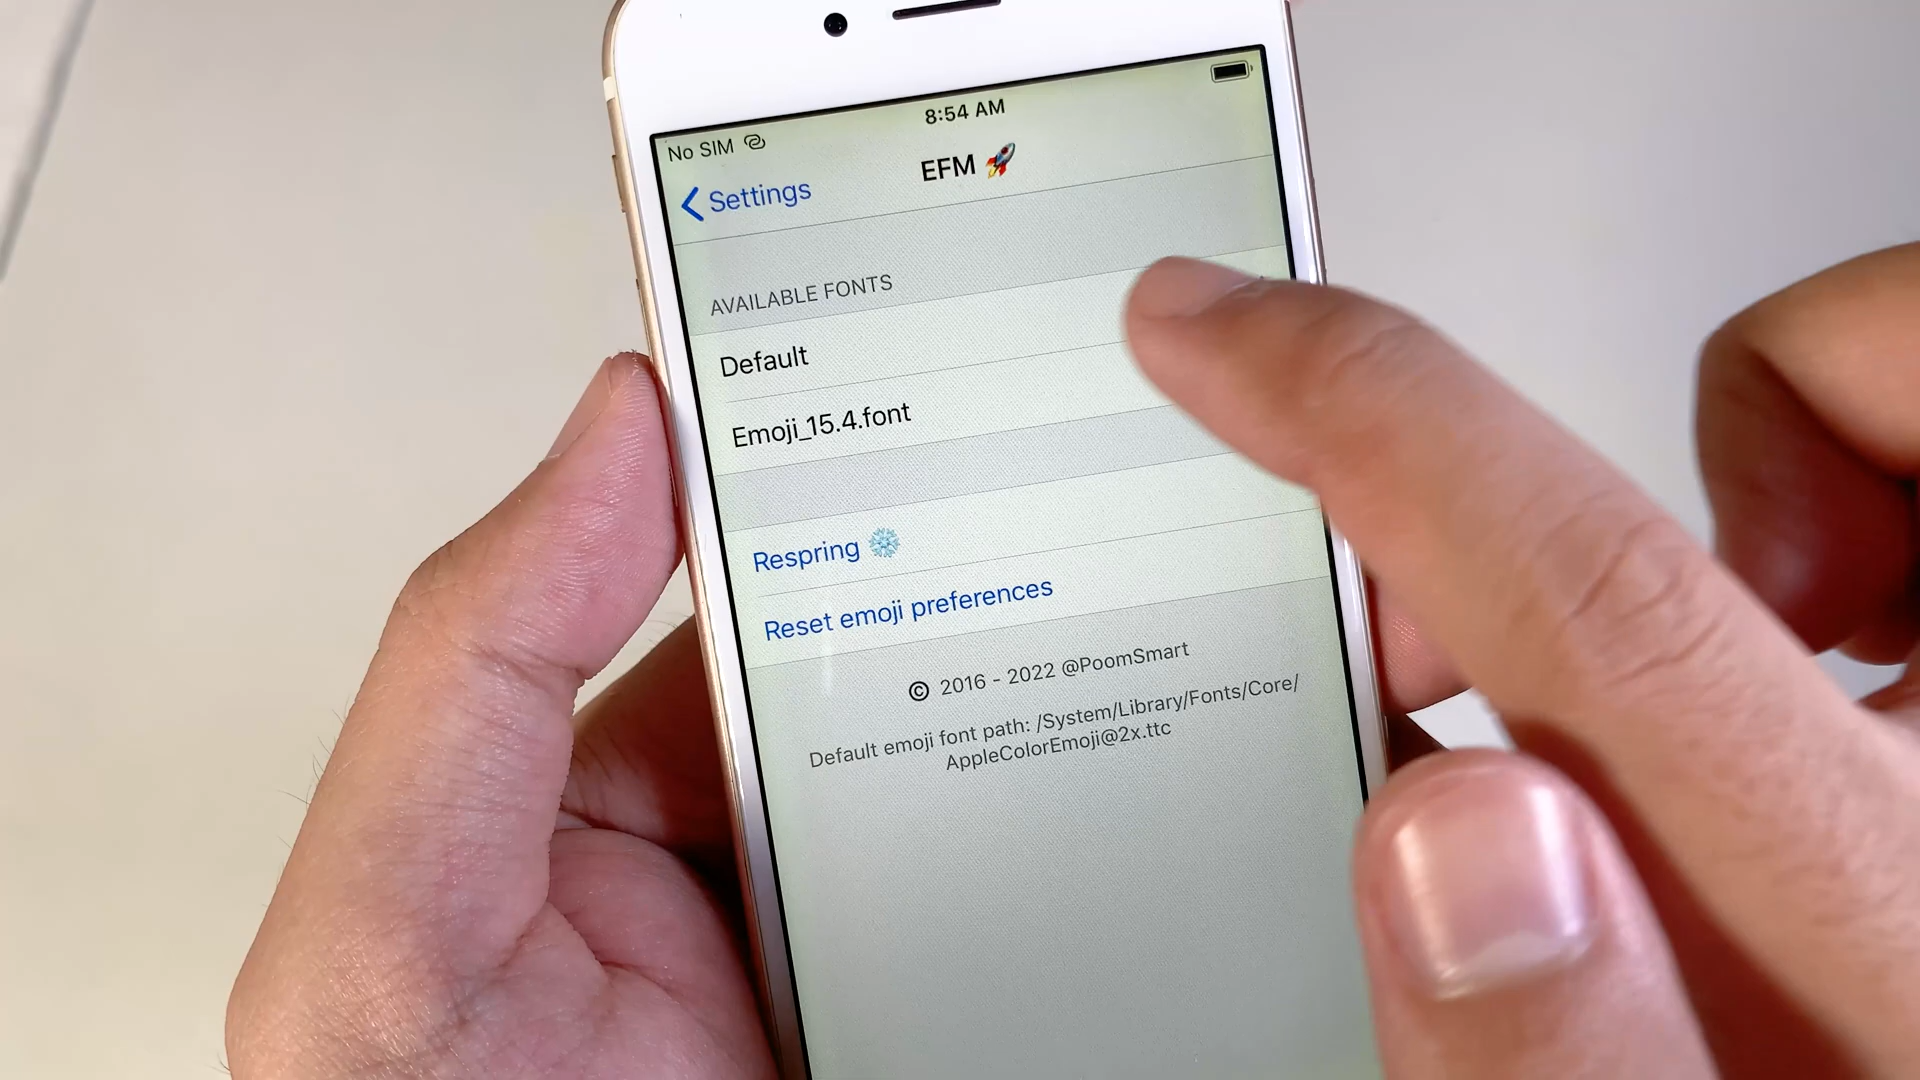 8:54 AM
No SIM
EFM 🚀
Settings
AVAILABLE FONTS
Default
Emoji_15.4.font
Respring ❄️
Reset emoji preferences
© 2016 - 2022 @PoomSmart
Default emoji font path: /System/Library/Fonts/Core/
AppleColorEmoji@2x.ttc